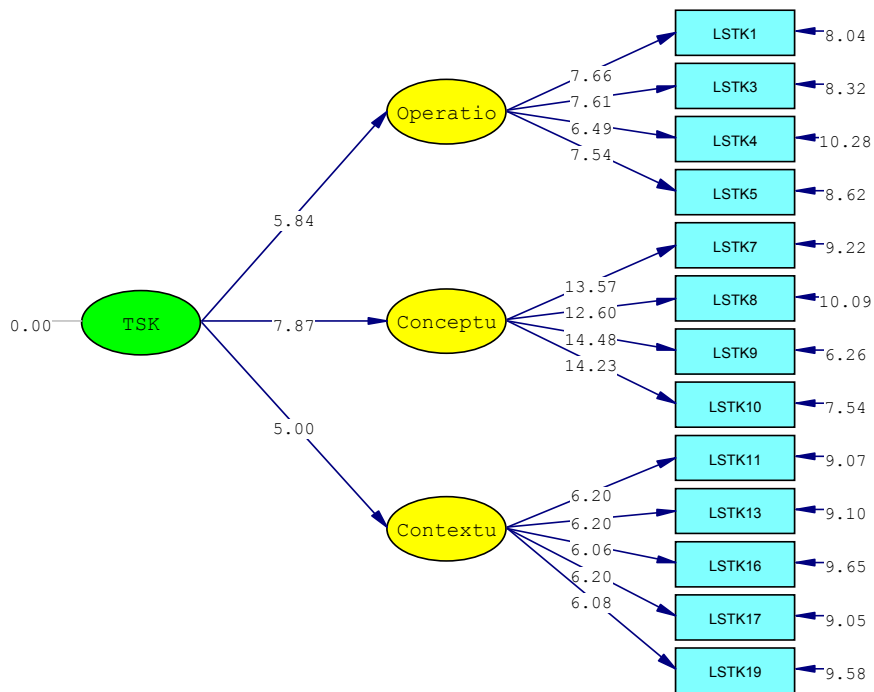 LSTK1
8.04
7.66
LSTK3
8.32
7.61
Operatio
6.49
LSTK4
10.28
7.54
LSTK5
8.62
5.84
LSTK7
9.22
13.57
LSTK8
10.09
12.60
0.00
TSK
7.87
Conceptu
14.48
LSTK9
6.26
14.23
LSTK10
7.54
5.00
LSTK11
9.07
6.20
LSTK13
9.10
6.20
Contextu
6.06
LSTK16
9.65
6.20
LSTK17
9.05
6.08
LSTK19
9.58